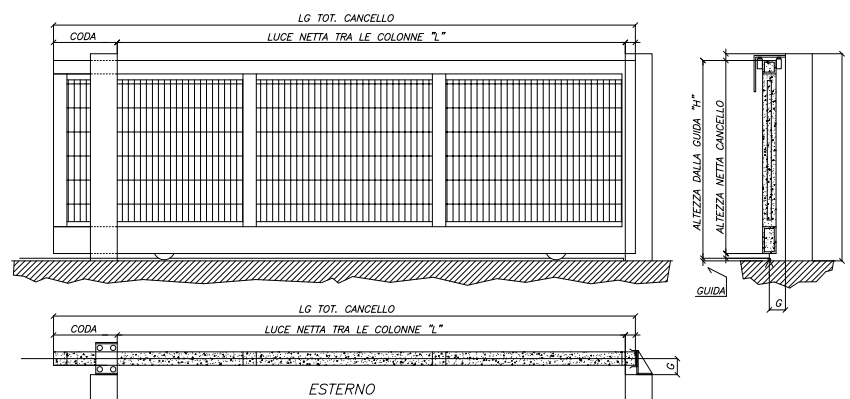 LG TOT. CANCELLO
CODA
LUCE NETTA TRA LE COLONNE "L"
ALTEZZA DALLA GUIDA "H"
ALTEZZA NETTA CANCELLO
GUIDA
G
LG TOT. CANCELLO
CODA
LUCE NETTA TRA LE COLONNE "L"
G
ESTERNO